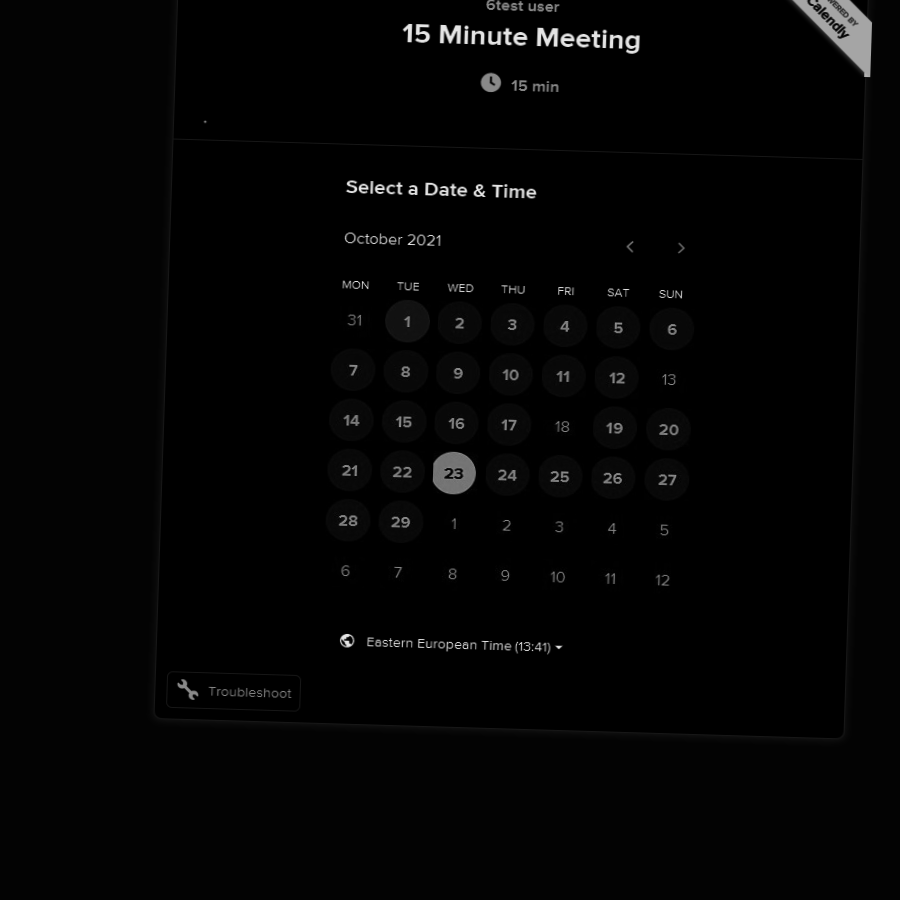 6test user
15 Minute Meeting
15 min
Calendly
Select a Date & Time
October 2021
MON TUE WED THU FRI SAT SUN
31 1 2 3 4 5 6
7 8 9 10 11 12 13
14 15 16 17 18 19 20
21 22 23 24 25 26 27
28 29 1 2 3 4 5
6 7 8 9 10 11 12
Eastern European Time (13:41)
Troubleshoot